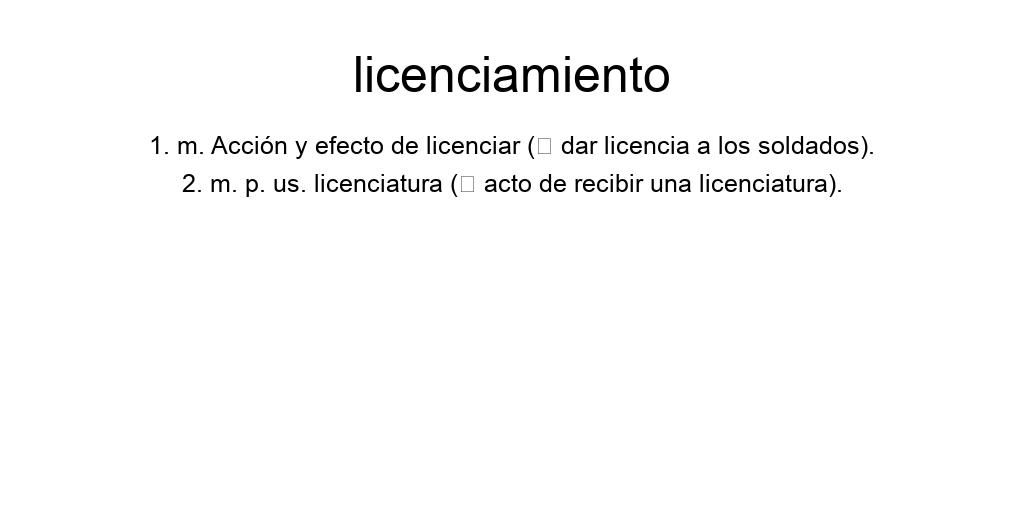 licenciamiento
1. m. Acción y efecto de licenciar (▯ dar licencia a los soldados).
2. m. p. us. licenciatura (▯ acto de recibir una licenciatura).